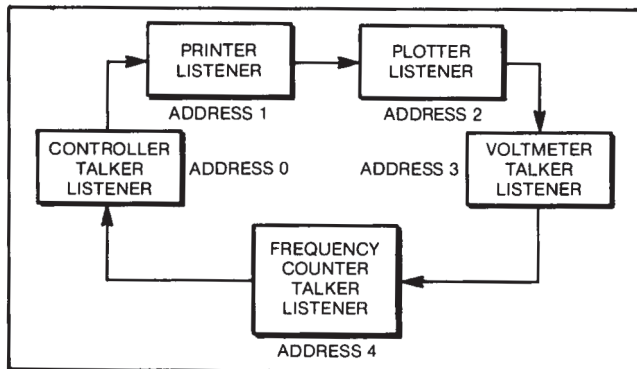 PRINTER
LISTENER
ADDRESS 1
PLOTTER
LISTENER
ADDRESS 2
CONTROLLER
TALKER
LISTENER
ADDRESS 0
ADDRESS 3
VOLTMETER
TALKER
LISTENER
FREQUENCY
COUNTER
TALKER
LISTENER
ADDRESS 4